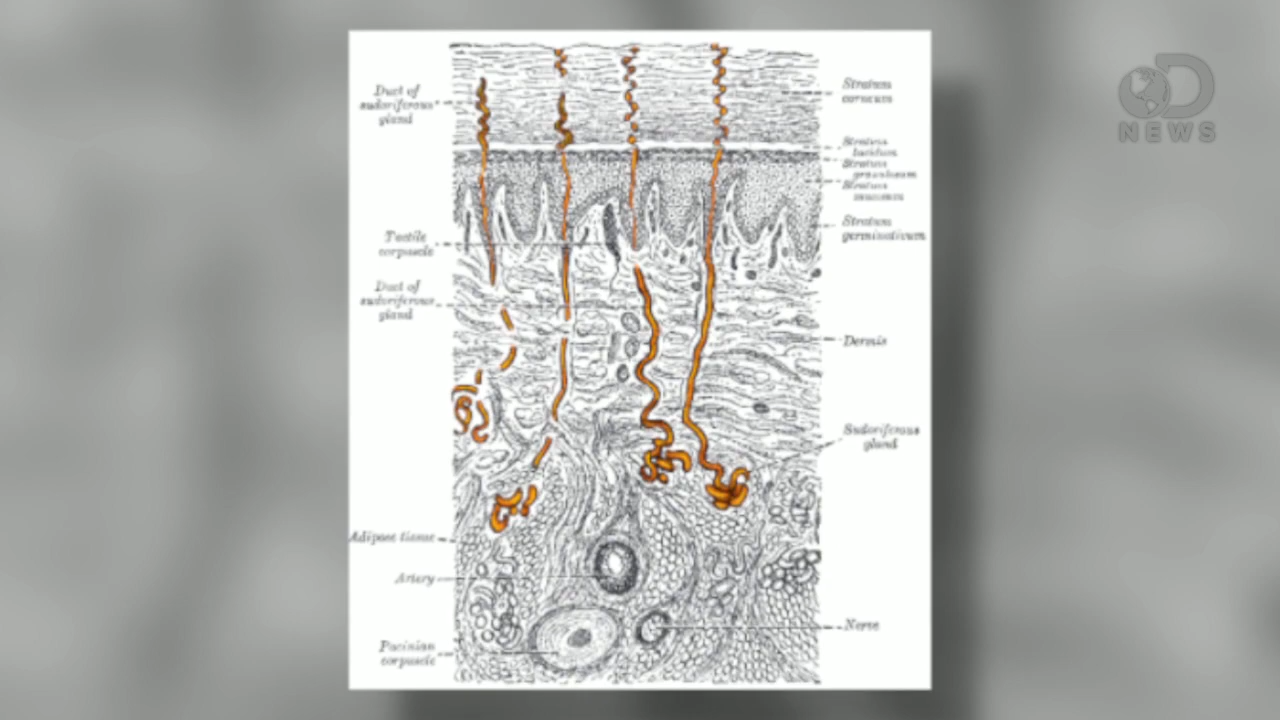 Duct of
sudoriferous
gland
Tactile
corpuscle
Duct of
sudoriferous
gland
Adipose tissue
Artery
Pacinian
corpuscle
Stratum
corneum
Stratum
lucidum
Stratum
granulosum
Stratum
mucosum
Stratum
germinativum
Dermis
Sudoriferous
gland
Nerve
D
NEWS